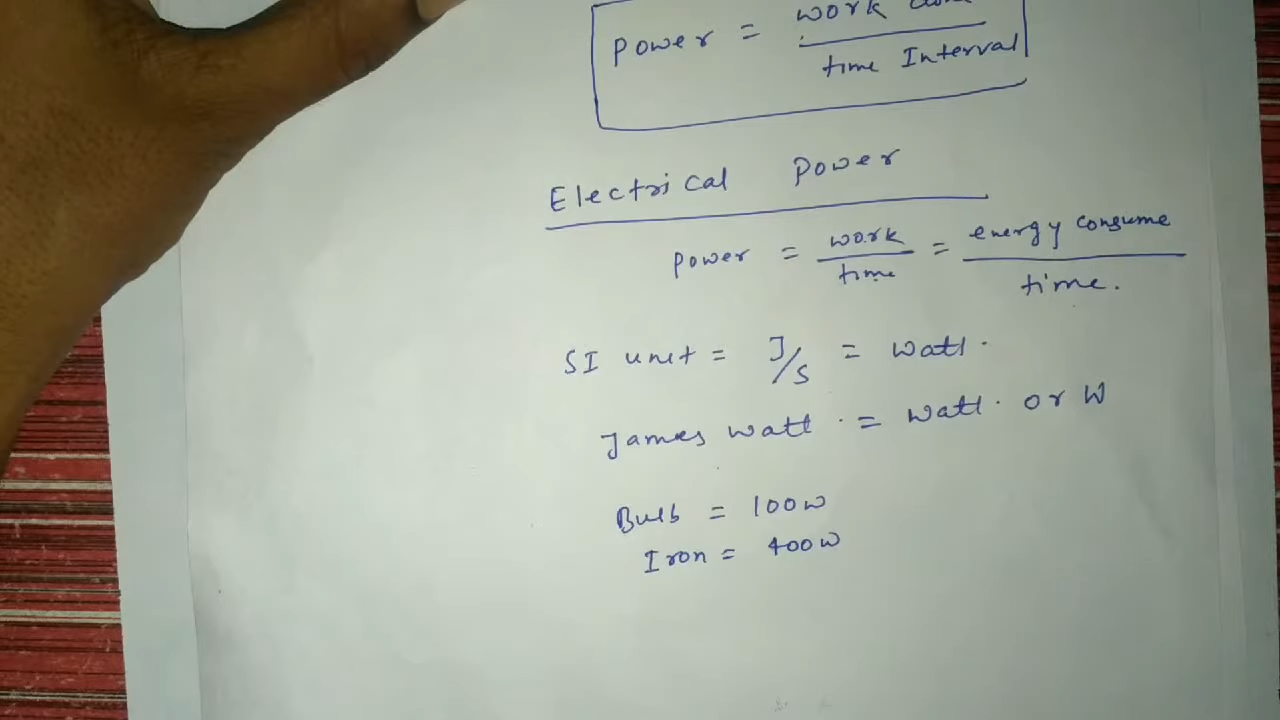 Power = work
time Interval
Electrical Power
Power = work/time = energy consume/time.
SI unit = J/s = watt.
James watt. = watt. or W
Bulb = 100W
Iron = 400W